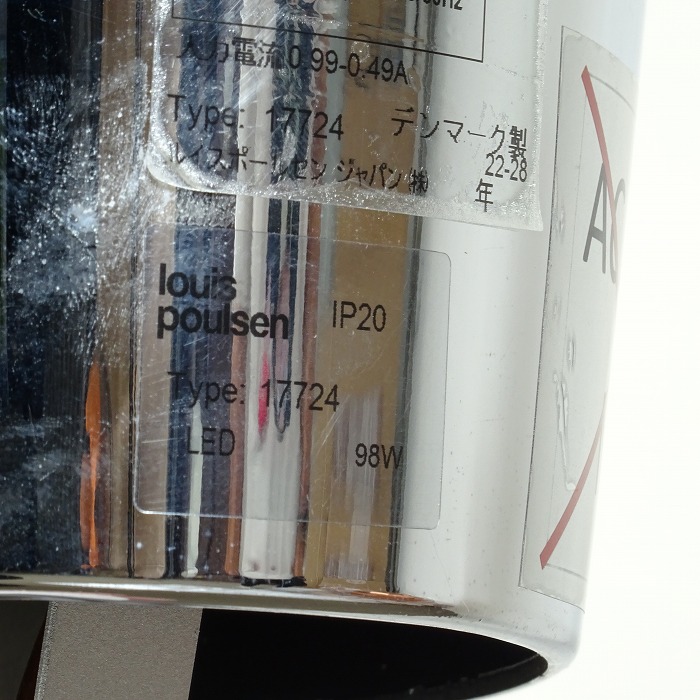 入力電流 0.99-0.49A
Type: 17724 デンマーク製
ルイスポールセン ジャパン ㈱ 22-28
年
louis
poulsen IP20
Type: 17724
LED 98W